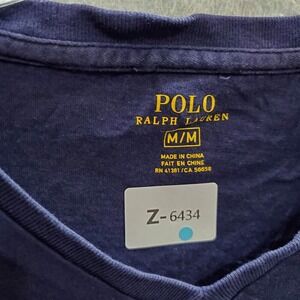 POLO
RALPH LAUREN
M/M
MADE IN CHINA
FAIT EN CHINE
RN 41381 /CA 56658
Z-6434